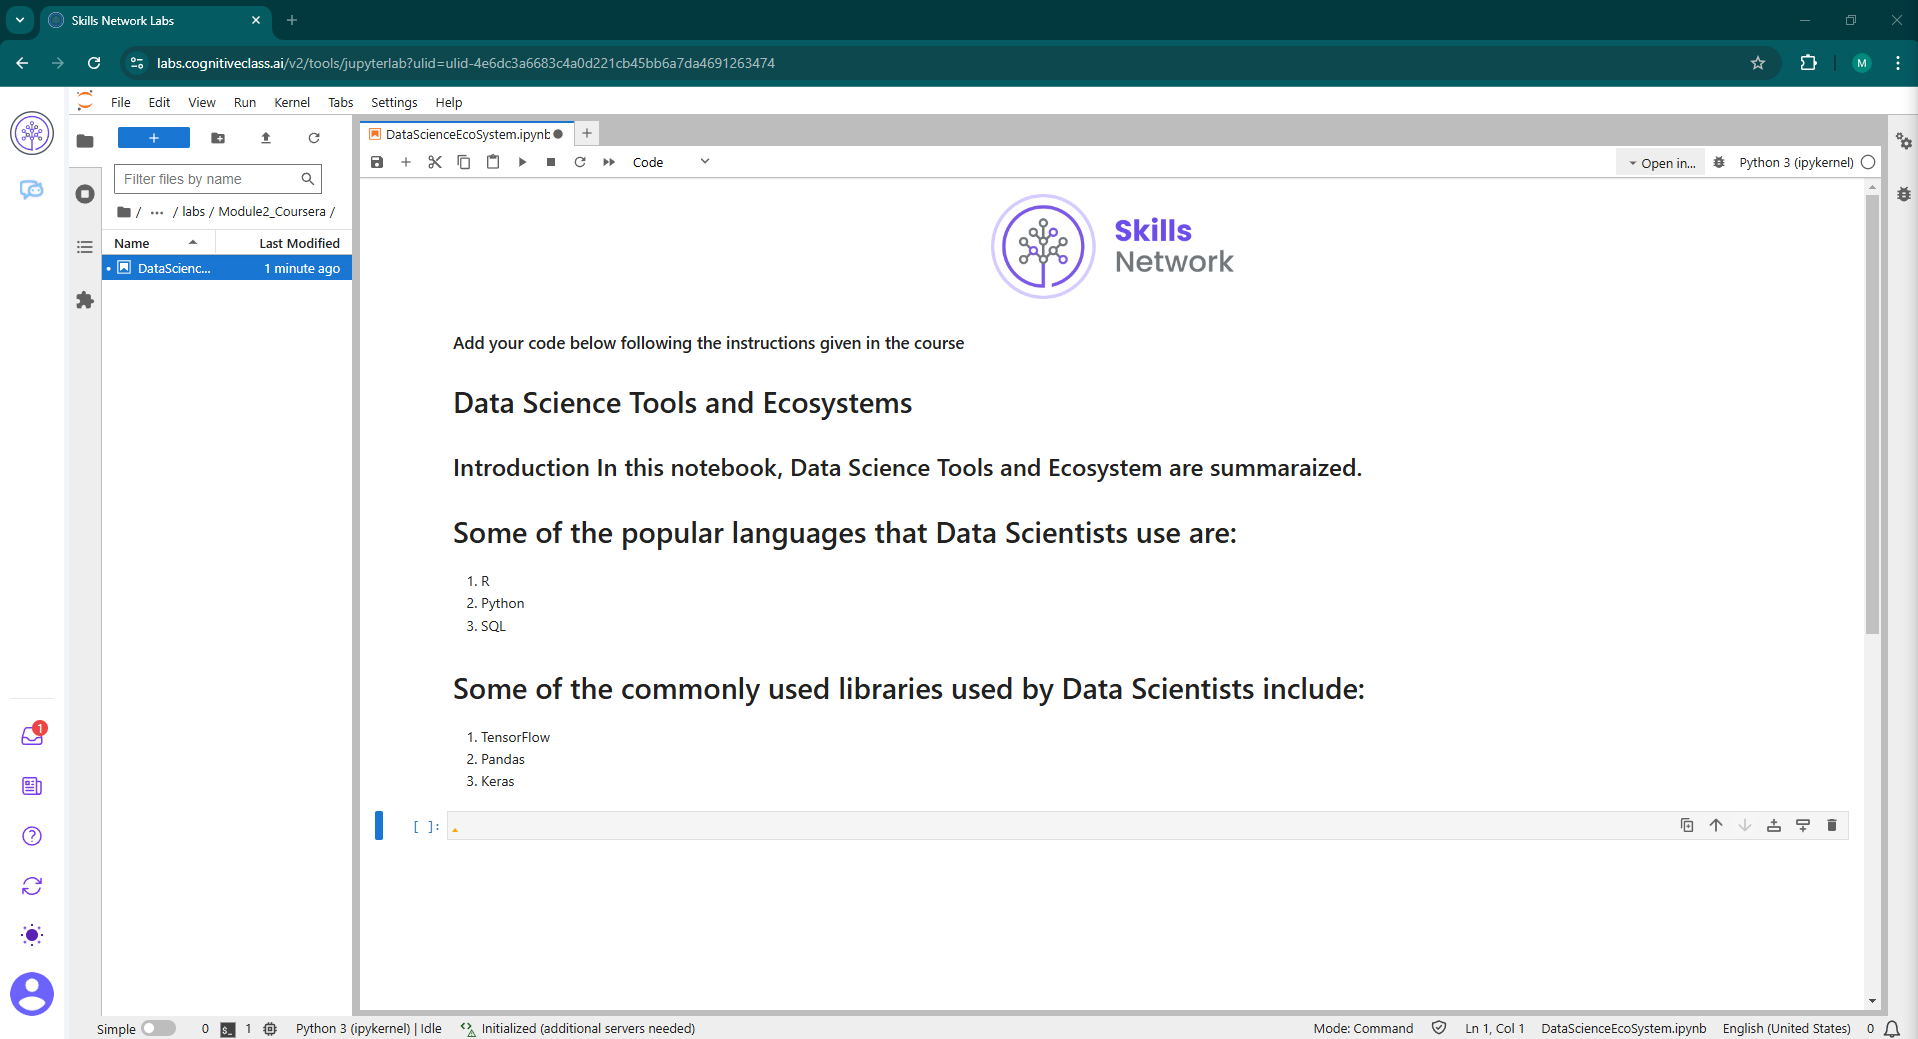 Skills Network Labs
labs.cognitiveclass.ai/v2/tools/jupyterlab?ulid=ulid-4e6dc3a6683c4a0d221cb45bb6a7da4691263474
M
File Edit View Run Kernel Tabs Settings Help
DataScienceEcoSystem.ipynb
Code
Open in...
Python 3 (ipykernel)
Filter files by name
/ ... / labs / Module2_Coursera /
Name Last Modified
DataScienc... 1 minute ago
Skills
Network
Add your code below following the instructions given in the course
Data Science Tools and Ecosystems
Introduction In this notebook, Data Science Tools and Ecosystem are summaraized.
Some of the popular languages that Data Scientists use are:
1. R
2. Python
3. SQL
Some of the commonly used libraries used by Data Scientists include:
1. TensorFlow
2. Pandas
3. Keras
[ ]:
1
Simple 0 $_ 1 Python 3 (ipykernel) | Idle Initialized (additional servers needed) Mode: Command Ln 1, Col 1 DataScienceEcoSystem.ipynb English (United States) 0